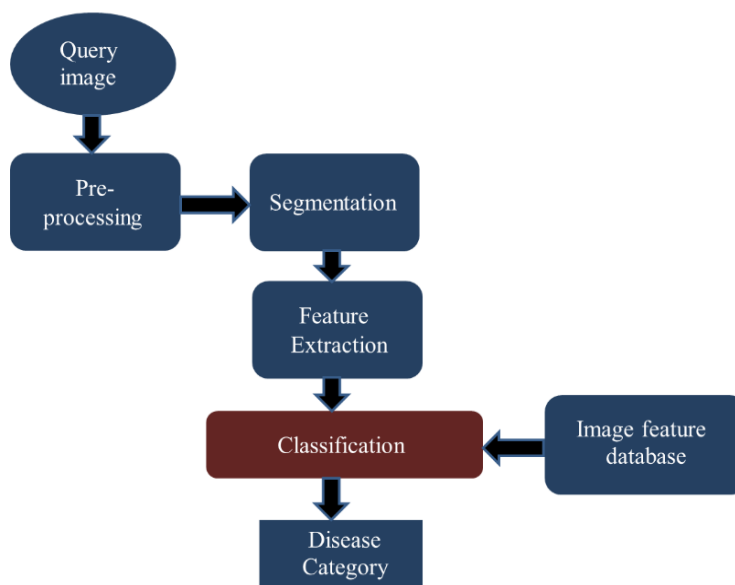 Query
image
Pre-
processing
Segmentation
Feature
Extraction
Classification
Image feature
database
Disease
Category